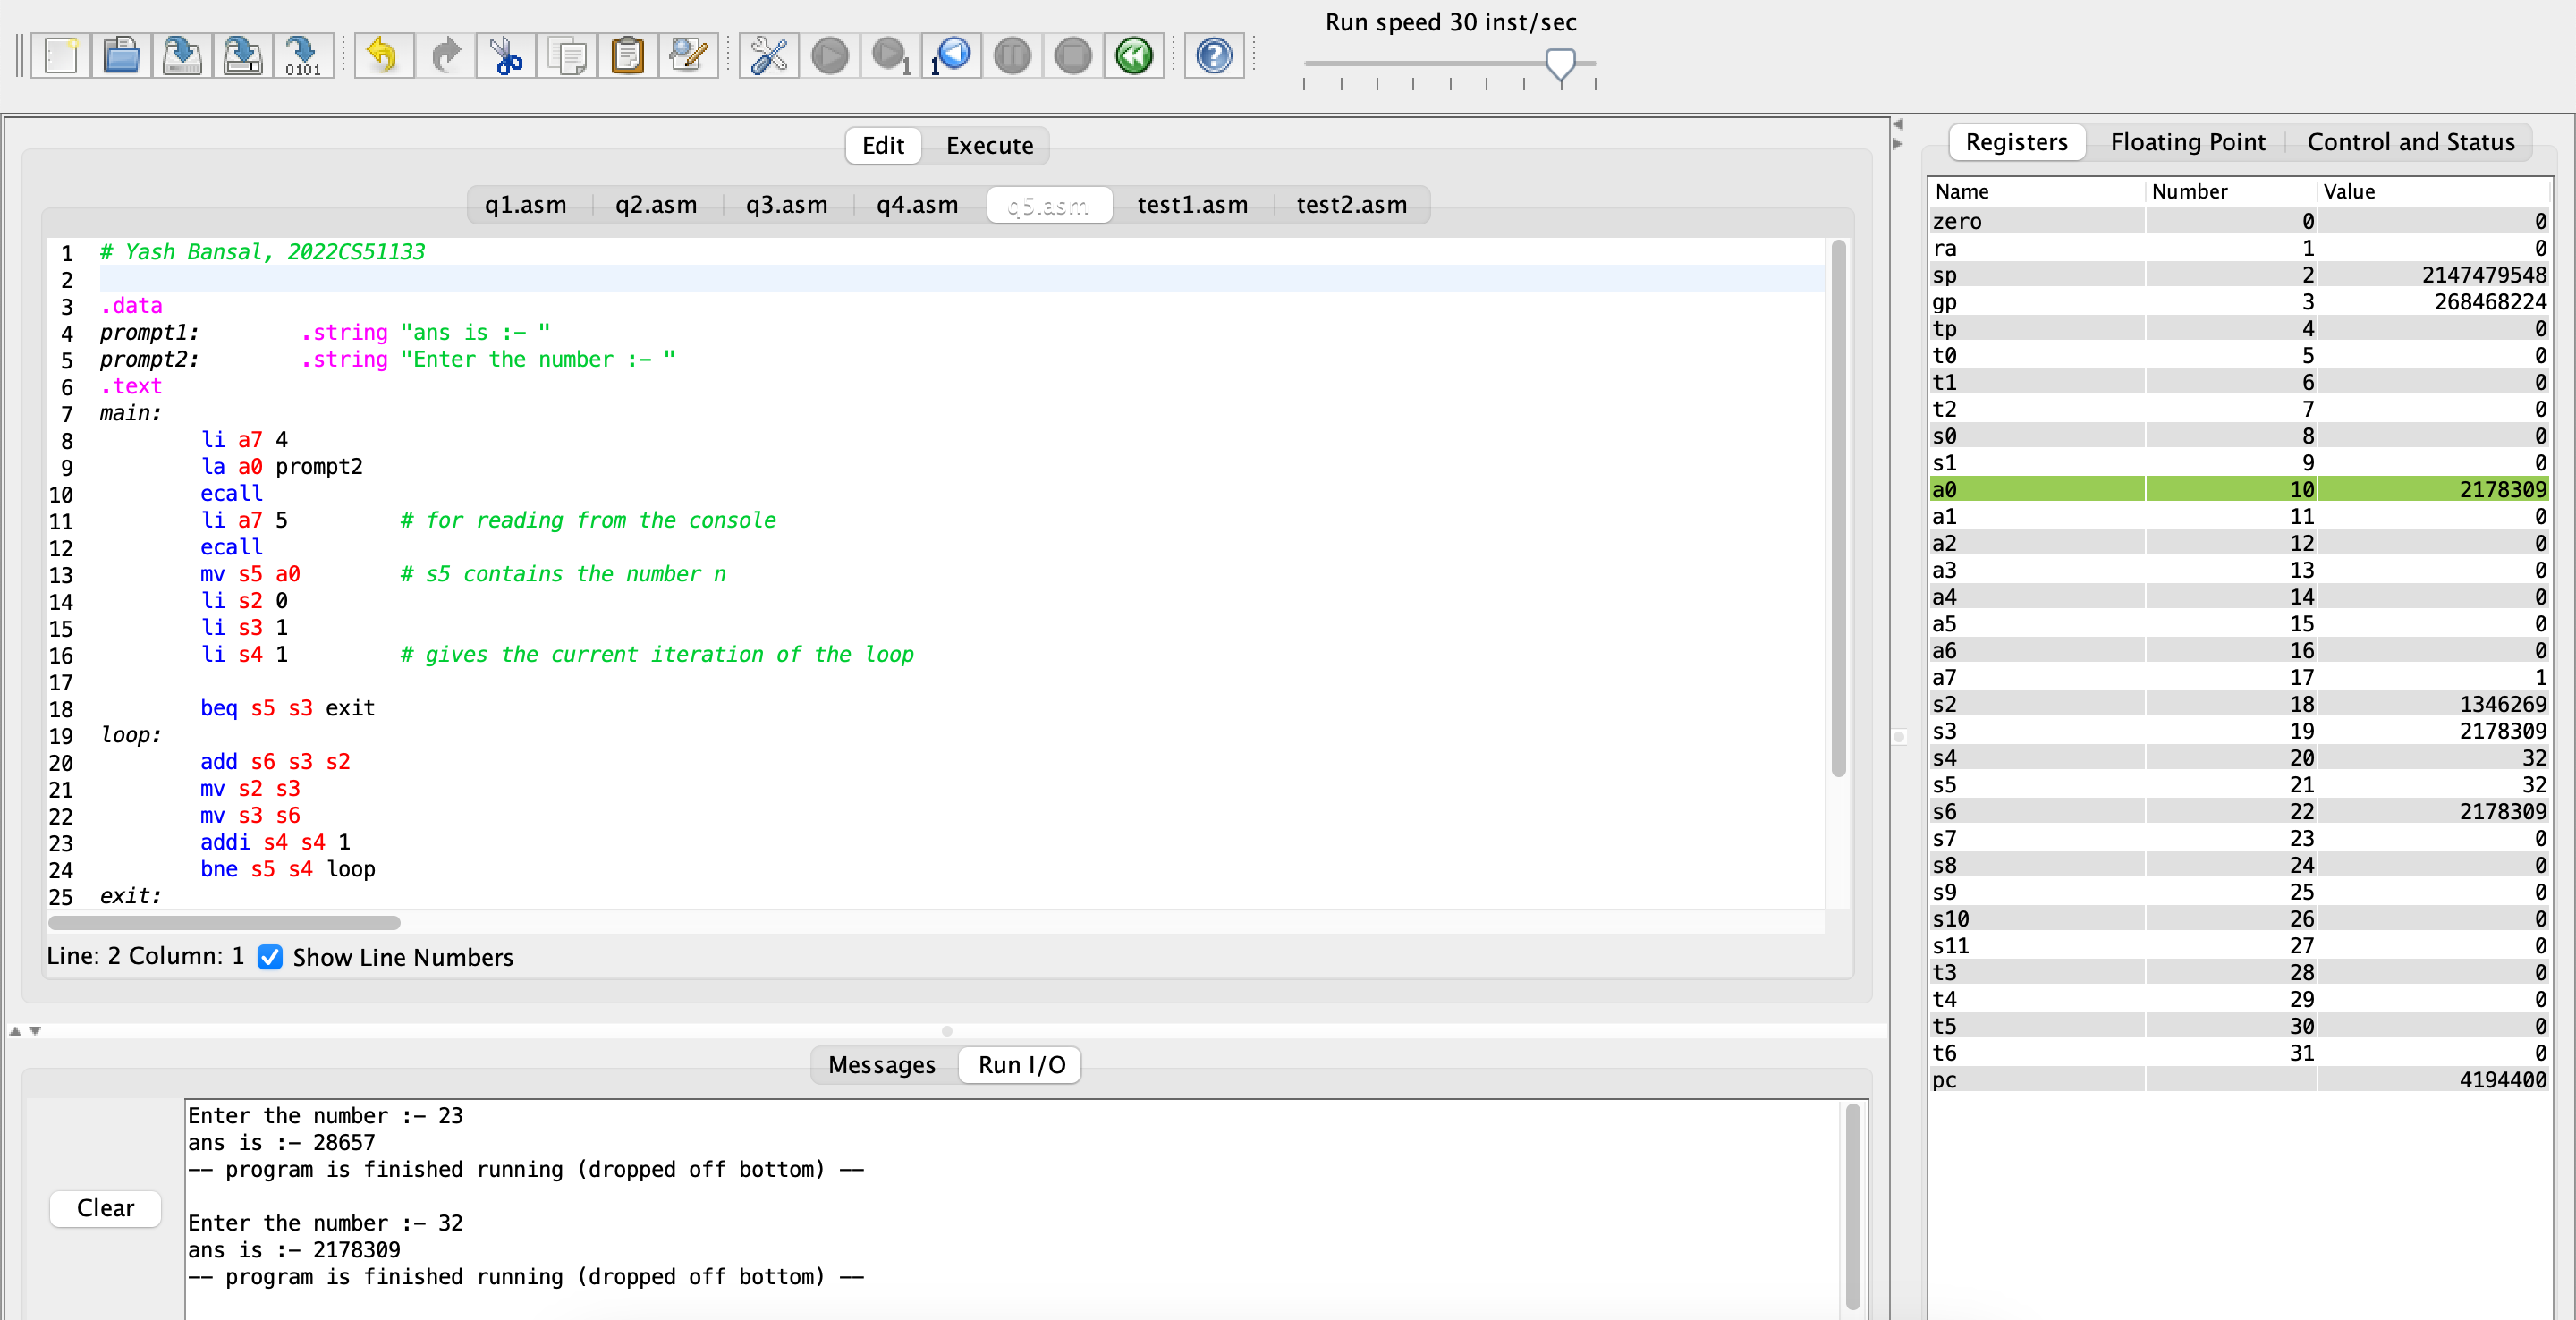 Run speed 30 inst/sec
0101
1
1
Edit Execute
q1.asm q2.asm q3.asm q4.asm q5.asm test1.asm test2.asm
1 # Yash Bansal, 2022CS51133
2
3 .data
4 prompt1: .string "ans is :- "
5 prompt2: .string "Enter the number :- "
6 .text
7 main:
8 li a7 4
9 la a0 prompt2
10 ecall
11 li a7 5 # for reading from the console
12 ecall
13 mv s5 a0 # s5 contains the number n
14 li s2 0
15 li s3 1
16 li s4 1 # gives the current iteration of the loop
17
18 beq s5 s3 exit
19 loop:
20 add s6 s3 s2
21 mv s2 s3
22 mv s3 s6
23 addi s4 s4 1
24 bne s5 s4 loop
25 exit:
Line: 2 Column: 1 Show Line Numbers
Messages Run I/O
Clear
Enter the number :- 23
ans is :- 28657
-- program is finished running (dropped off bottom) --
Enter the number :- 32
ans is :- 2178309
-- program is finished running (dropped off bottom) --
Registers Floating Point Control and Status
Name Number Value
zero 0 0
ra 1 0
sp 2 2147479548
gp 3 268468224
tp 4 0
t0 5 0
t1 6 0
t2 7 0
s0 8 0
s1 9 0
a0 10 2178309
a1 11 0
a2 12 0
a3 13 0
a4 14 0
a5 15 0
a6 16 0
a7 17 1
s2 18 1346269
s3 19 2178309
s4 20 32
s5 21 32
s6 22 2178309
s7 23 0
s8 24 0
s9 25 0
s10 26 0
s11 27 0
t3 28 0
t4 29 0
t5 30 0
t6 31 0
pc 4194400